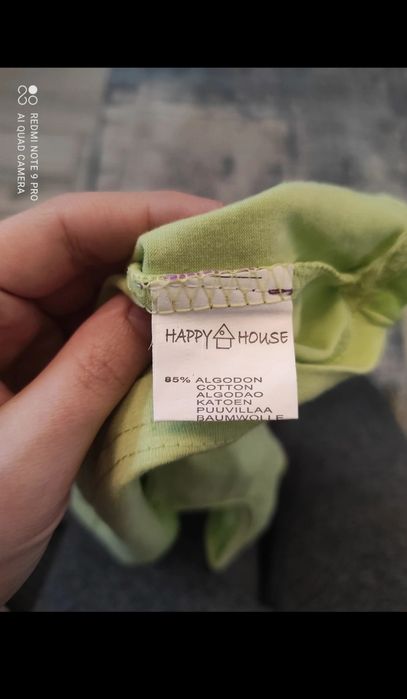 REDMI NOTE 9 PRO
AI QUAD CAMERA
HAPPY HOUSE
85% ALGODON
COTTON
ALGODAO
KATOEN
PUUVILLAA
BAUMWOLLE